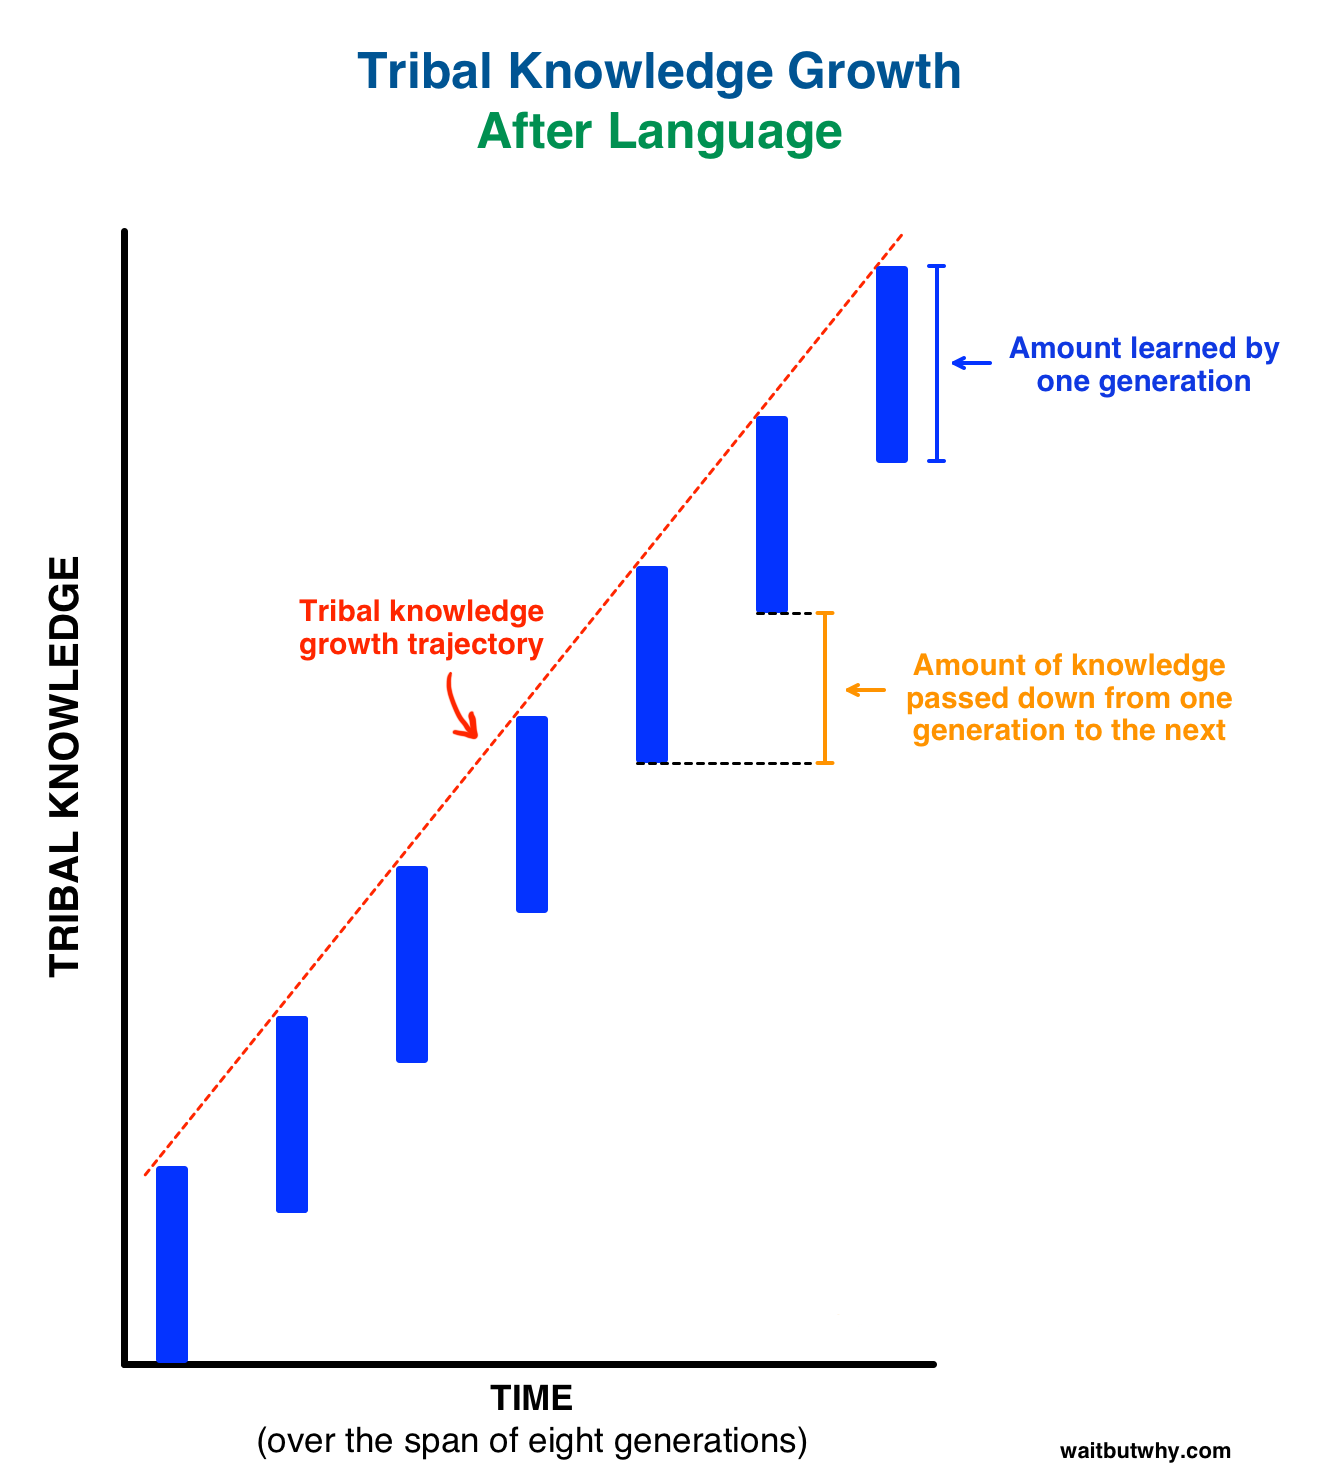 Tribal Knowledge Growth
After Language
Amount learned by
one generation
Tribal knowledge
growth trajectory
Amount of knowledge
passed down from one
generation to the next
TRIBAL KNOWLEDGE
TIME
(over the span of eight generations)
waitbutwhy.com